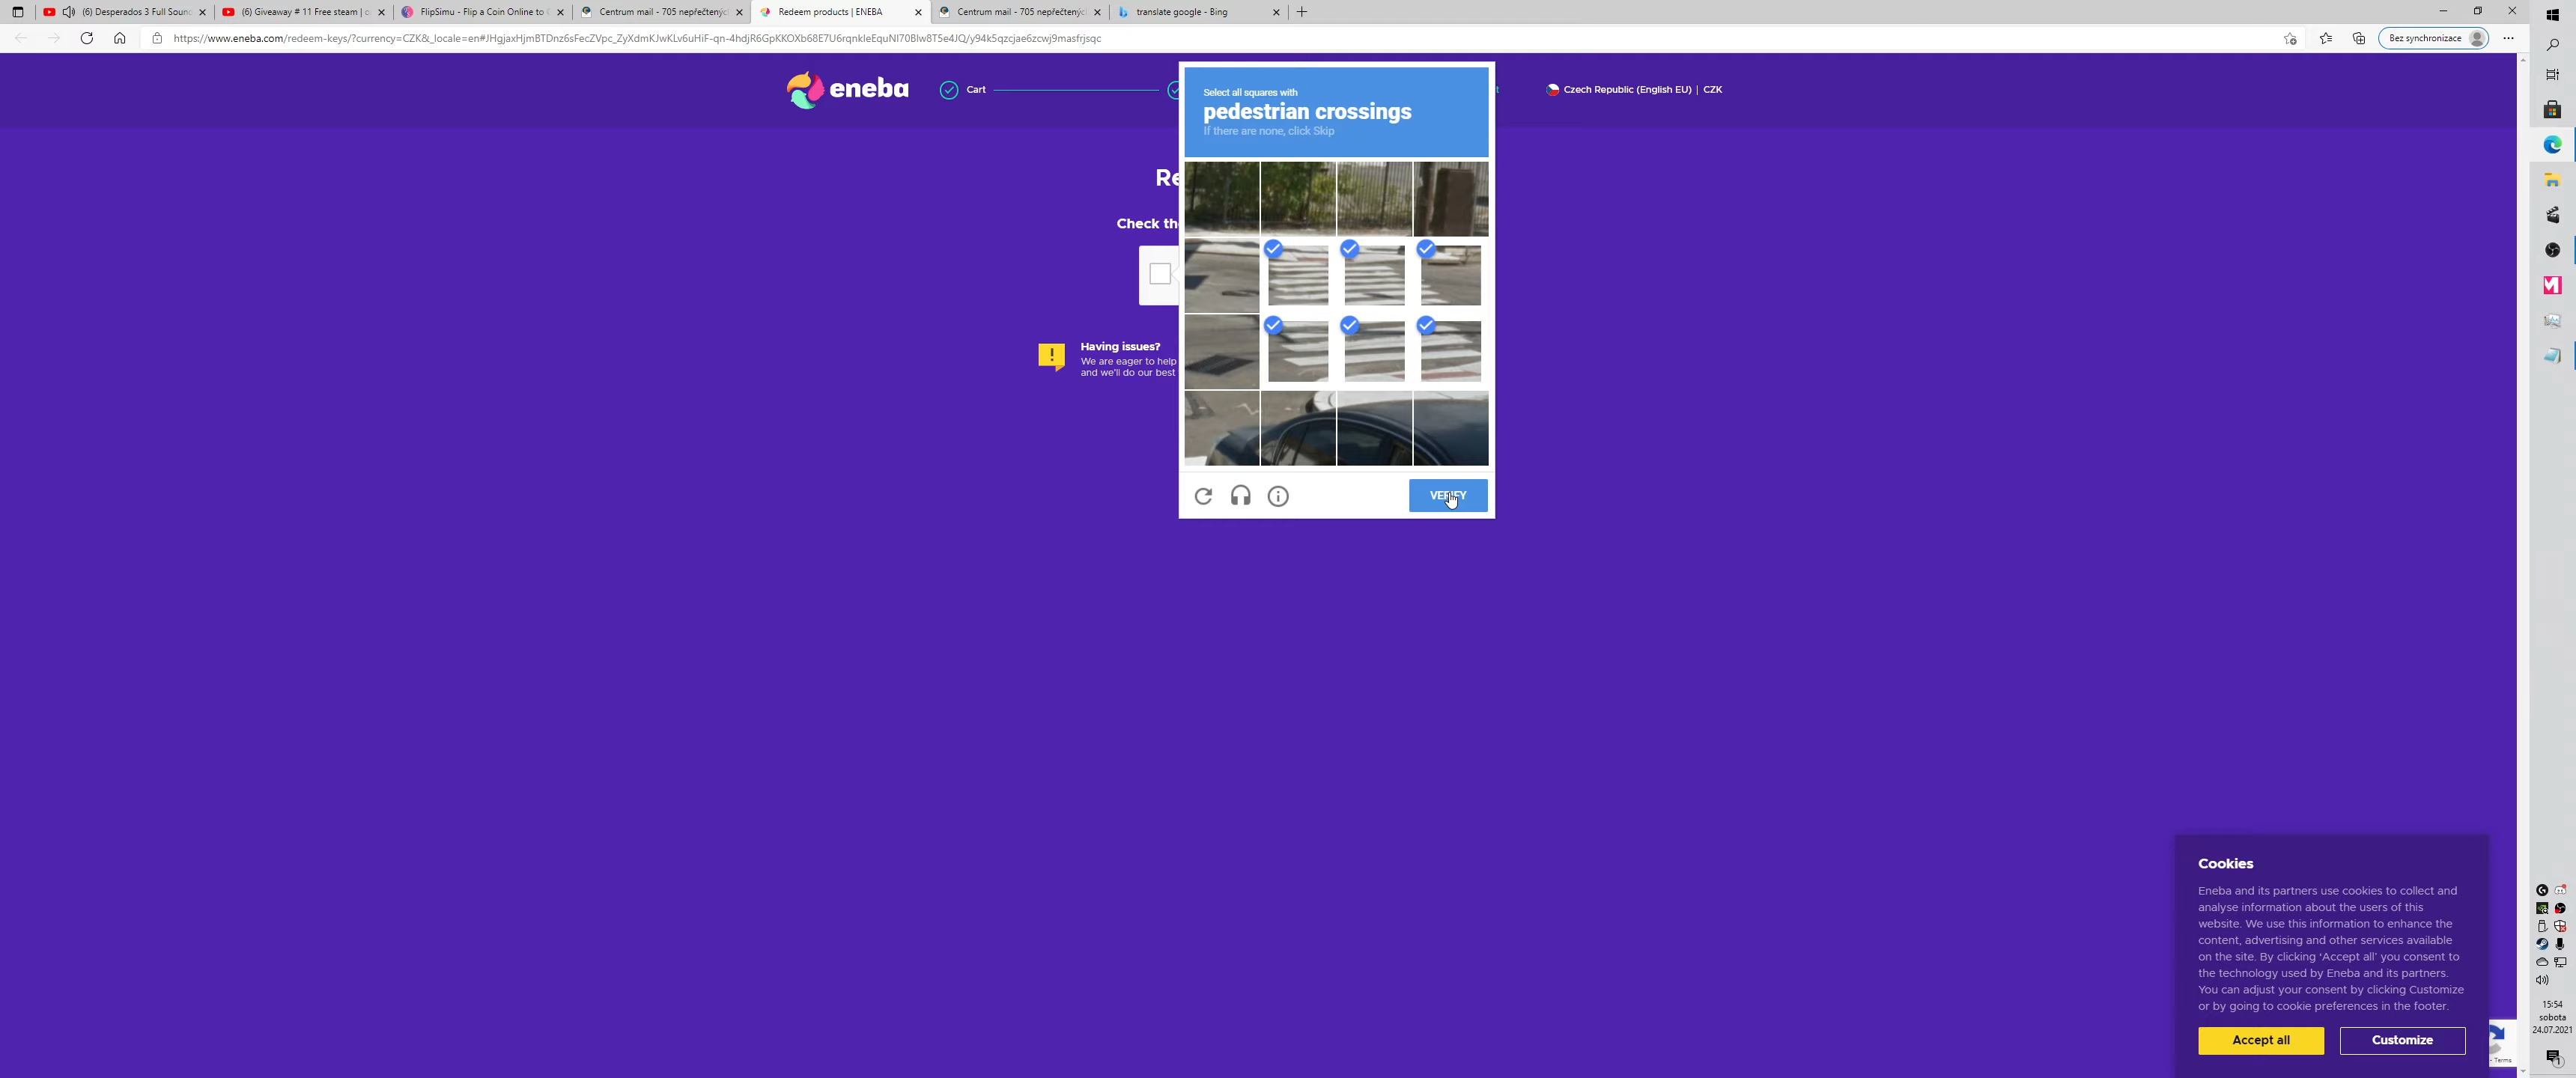 (6) Desperados 3 Full Soun
(6) Giveaway # 11 Free steam | c
FlipSimu - Flip a Coin Online to
Centrum mail - 705 nepřečtený
Redeem products | ENEBA
Centrum mail - 705 nepřečtený
translate google - Bing
https://www.eneba.com/redeem-keys/?currency=CZK&_locale=en#
Bez synchronizace
eneba
Cart
Czech Republic (English EU) | CZK
Select all squares with
pedestrian crossings
If there are none, click Skip
Re
Check th
Having issues?
We are eager to help
and we'll do our best
VERIFY
Cookies
Eneba and its partners use cookies to collect and
analyse information about the users of this
website. We use this information to enhance the
content, advertising and other services available
on the site. By clicking 'Accept all' you consent to
the technology used by Eneba and its partners.
You can adjust your consent by clicking Customize
or by going to cookie preferences in the footer.
Accept all
Customize
- Terms
15:54
sobota
24.07.2021
1